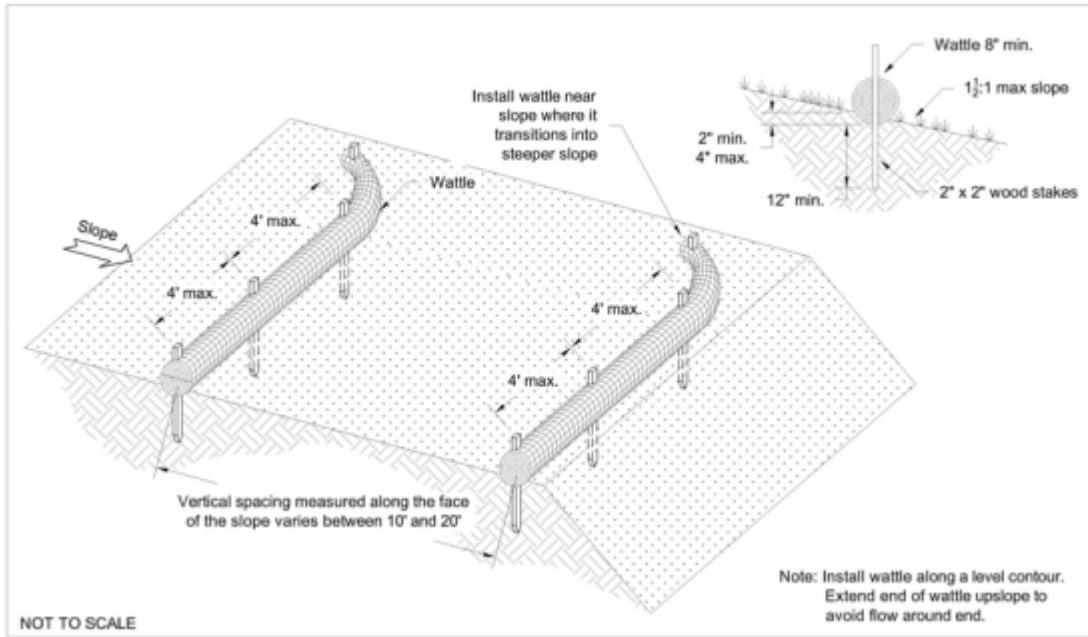 Wattle 8" min.
1½:1 max slope
2" min.
4" max.
12" min.
2" x 2" wood stakes
Install wattle near
slope where it
transitions into
steeper slope
Wattle
Slope
4' max.
4' max.
4' max.
4' max.
Vertical spacing measured along the face
of the slope varies between 10' and 20'
Note: Install wattle along a level contour.
Extend end of wattle upslope to
avoid flow around end.
NOT TO SCALE